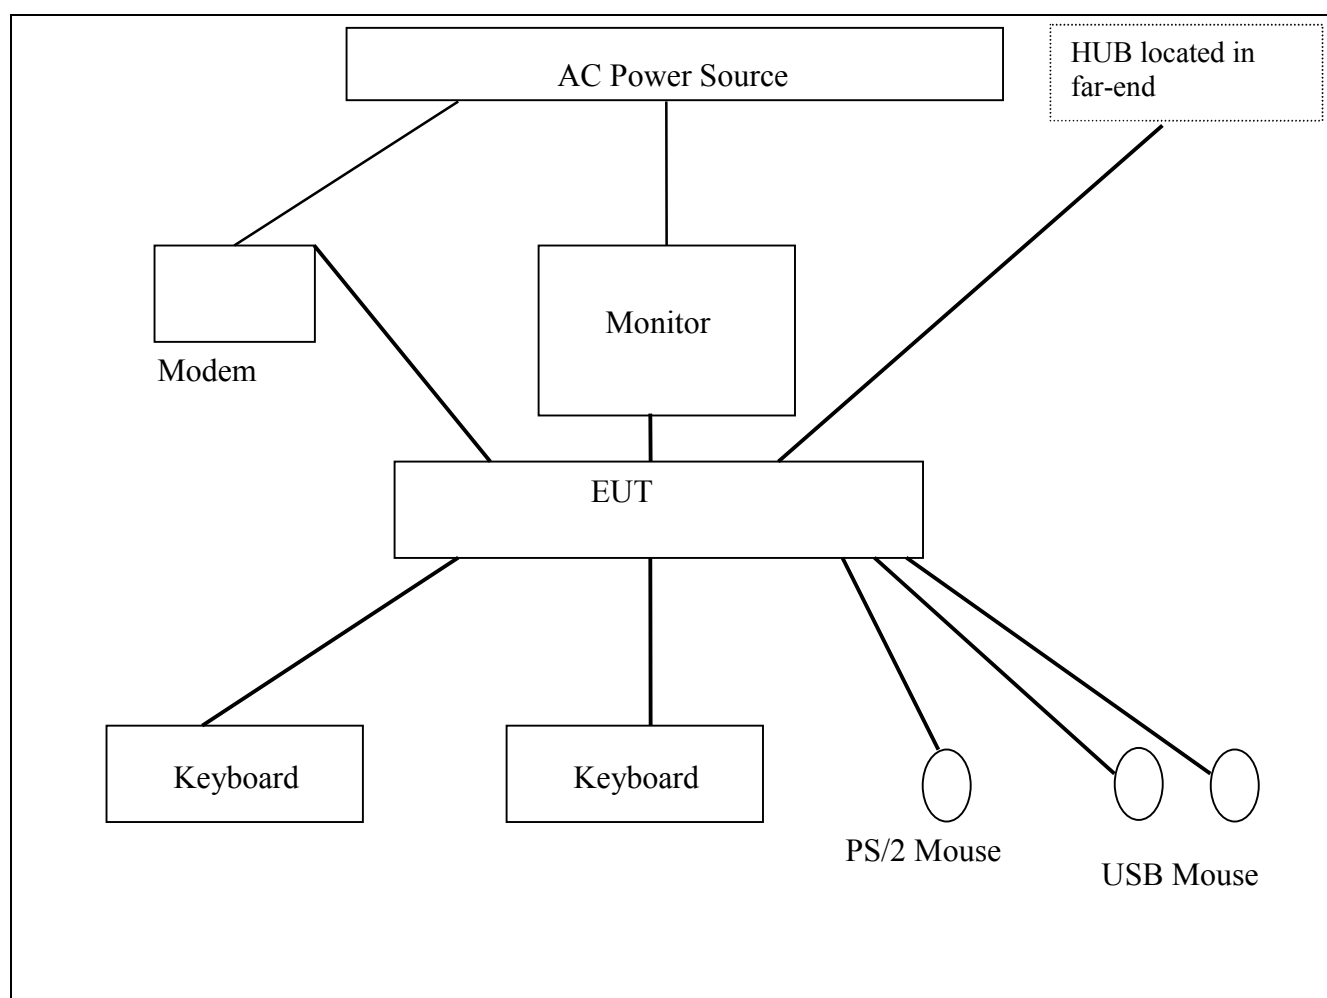 AC Power Source
HUB located in
far-end
Monitor
Modem
EUT
Keyboard
Keyboard
PS/2 Mouse
USB Mouse